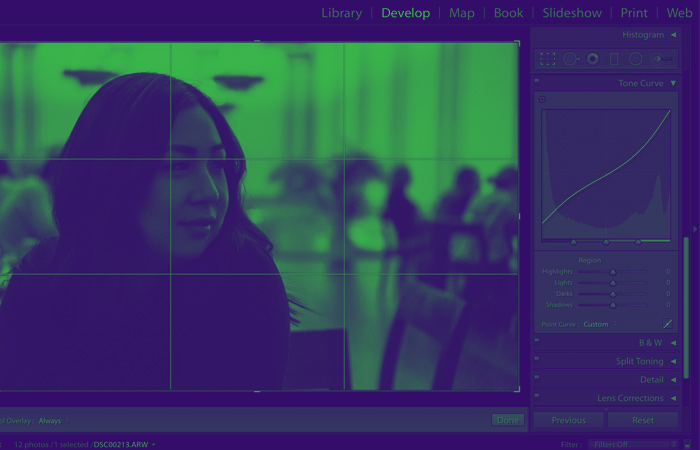 Library | Develop | Map | Book | Slideshow | Print | Web
Histogram
Tone Curve
Region
Highlights 0
Lights 0
Darks 0
Shadows 0
Point Curve : Custom
B & W
Split Toning
Detail
Lens Corrections
Overlay : Always
Done
Previous
Reset
12 photos / 1 selected / DSC00213.ARW
Filter : Filters Off